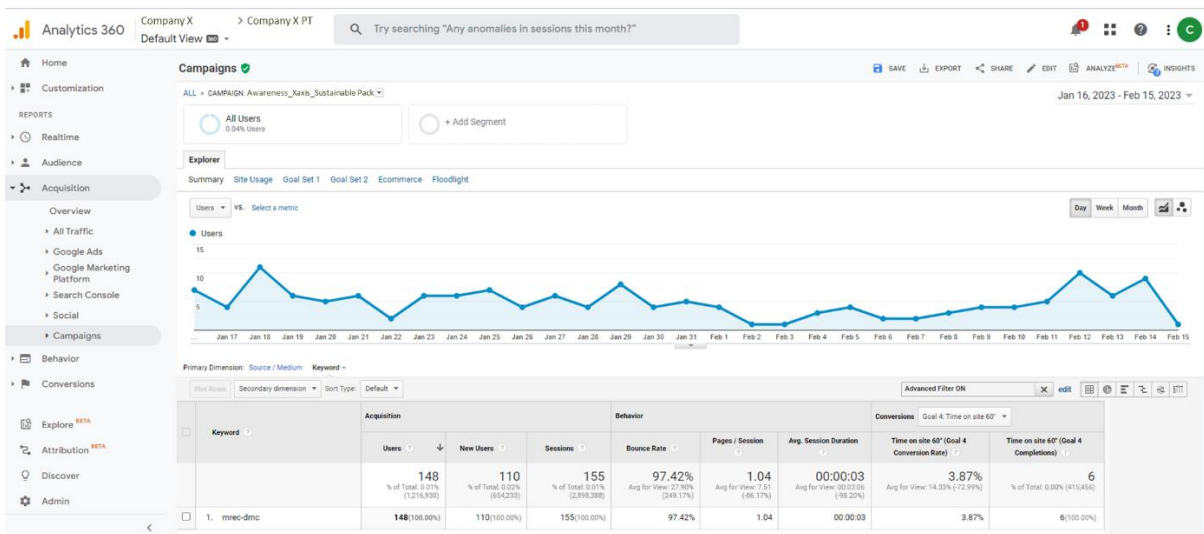 Analytics 360
Company X > Company X PT
Default View 360
Try searching "Any anomalies in sessions this month?"
1
C
Home
Customization
REPORTS
Realtime
Audience
Acquisition
Overview
All Traffic
Google Ads
Google Marketing
Platform
Search Console
Social
Campaigns
Behavior
Conversions
Explore BETA
Attribution BETA
Discover
Admin
Campaigns
SAVE EXPORT SHARE EDIT ANALYZE BETA INSIGHTS
ALL » CAMPAIGN: Awareness_Xaxis_Sustainable Pack
Jan 16, 2023 - Feb 15, 2023
All Users
0.04% Users
+ Add Segment
Explorer
Summary Site Usage Goal Set 1 Goal Set 2 Ecommerce Floodlight
Users VS. Select a metric
Day Week Month
Users
15
10
5
... Jan 17 Jan 18 Jan 19 Jan 20 Jan 21 Jan 22 Jan 23 Jan 24 Jan 25 Jan 26 Jan 27 Jan 28 Jan 29 Jan 30 Jan 31 Feb 1 Feb 2 Feb 3 Feb 4 Feb 5 Feb 6 Feb 7 Feb 8 Feb 9 Feb 10 Feb 11 Feb 12 Feb 13 Feb 14 Feb 15
Primary Dimension: Source / Medium Keyword
Plot Rows Secondary dimension Sort Type: Default
Advanced Filter ON edit
Keyword
Acquisition Behavior Conversions Goal 4: Time on site 60"
Users New Users Sessions Bounce Rate Pages / Session Avg. Session Duration Time on site 60" (Goal 4 Conversion Rate) Time on site 60" (Goal 4 Completions)
148 110 155 97.42% 1.04 00:00:03 3.87% 6
% of Total: 0.01% % of Total: 0.02% % of Total: 0.01% Avg for View: 27.90% Avg for View: 7.51 Avg for View: 00:03:06 Avg for View: 14.33% (-72.99%) % of Total: 0.00% (415,456)
(1,216,930) (654,233) (2,898,388) (249.17%) (-86.17%) (-98.20%)
1. mrec-dmc 148(100.00%) 110(100.00%) 155(100.00%) 97.42% 1.04 00:00:03 3.87% 6(100.00%)